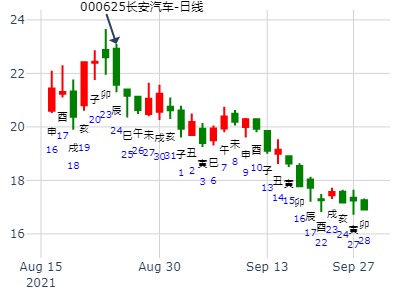 000625长安汽车-日线
24
22
20
18
16
申 酉 戌 亥 子 卯 辰 巳 午 未 戌 亥 子 丑 寅 巳 午 未 申 酉 子 丑 寅 卯 辰 酉 戌 亥 寅 卯
16 17 18 19 20 23 24 25 26 27 30 31 1 2 3 6 7 8 9 10 13 14 15 16 17 22 23 24 27 28
Aug 15 Aug 30 Sep 13 Sep 27
2021